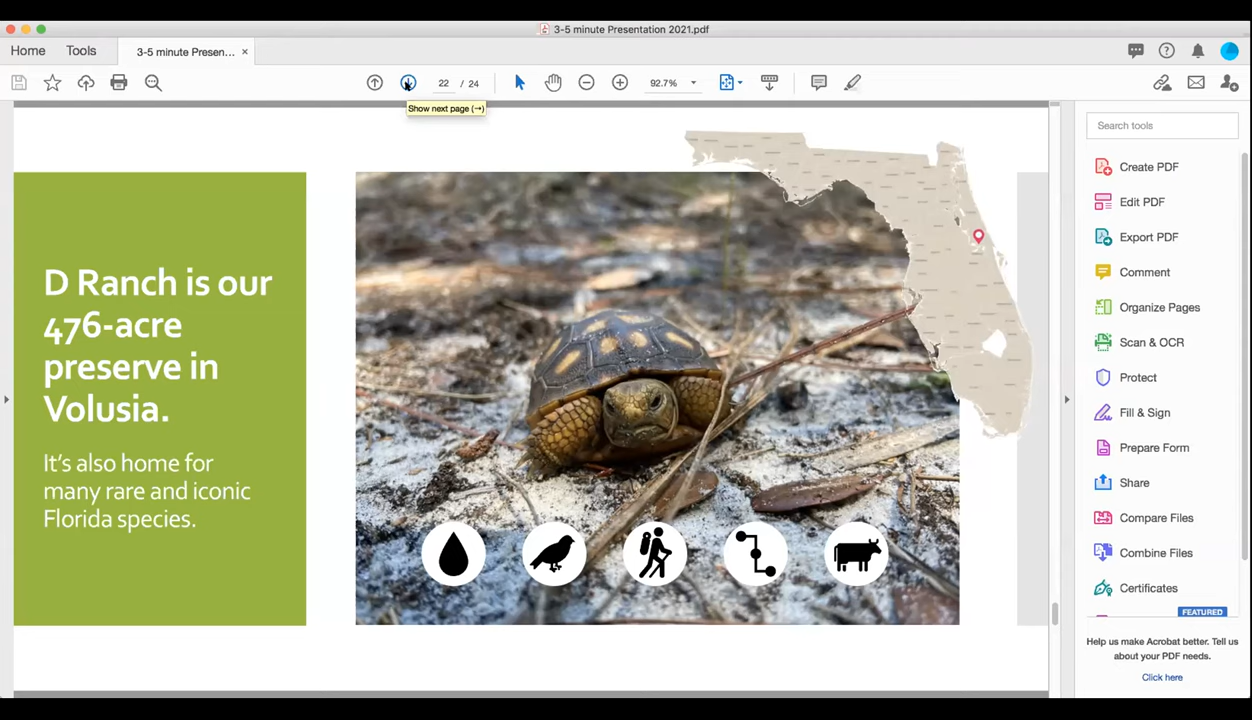 3-5 minute Presentation 2021.pdf
Home
Tools
3-5 minute Presen... ×
22 / 24
92.7%
Show next page (→)
Search tools
Create PDF
Edit PDF
Export PDF
Comment
Organize Pages
Scan & OCR
Protect
Fill & Sign
Prepare Form
Share
Compare Files
Combine Files
Certificates
FEATURED
Help us make Acrobat better. Tell us
about your PDF needs.
Click here
D Ranch is our
476-acre
preserve in
Volusia.
It's also home for
many rare and iconic
Florida species.